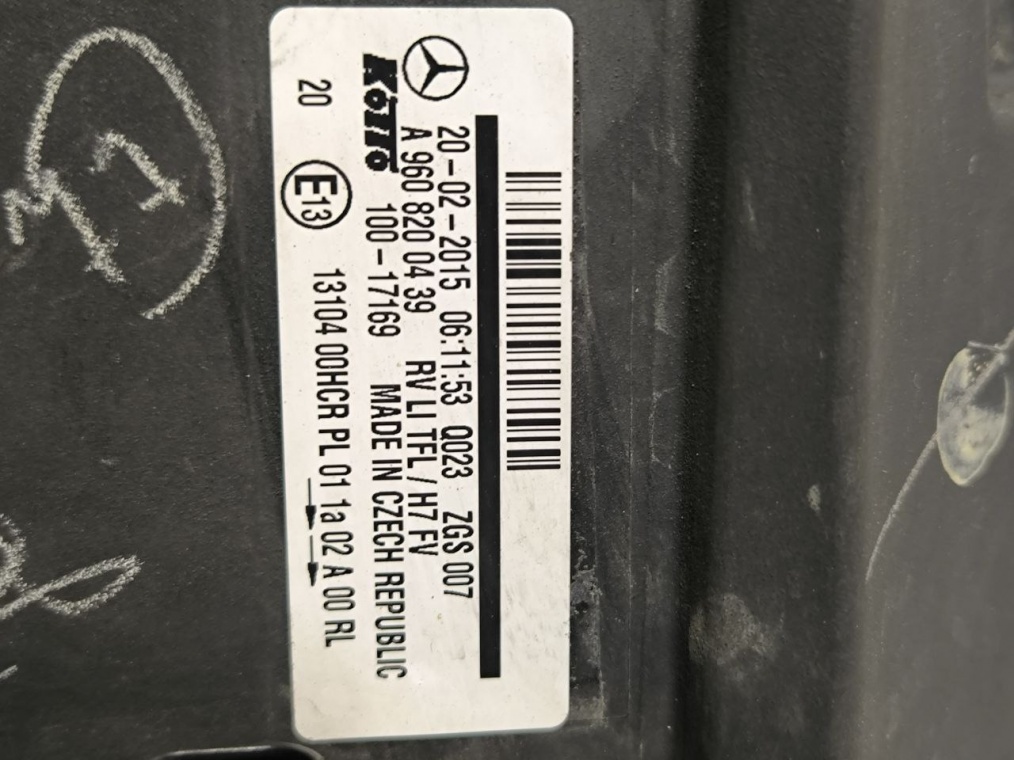 20-02-2015 06:11:53 Q023 ZGS 007
A 960 820 04 39 RV LI TFL / H7 FV
100-17169 MADE IN CZECH REPUBLIC
20 E13 13104 00HCR PL 01 1a 02 A 00 RL